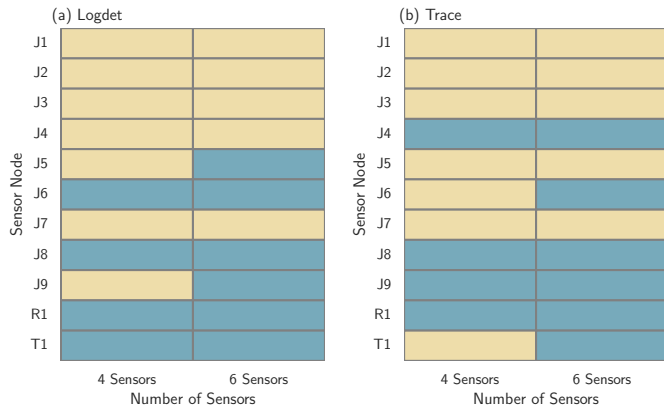 (a) Logdet
(b) Trace
Sensor Node
J1
J2
J3
J4
J5
J6
J7
J8
J9
R1
T1
4 Sensors
6 Sensors
Number of Sensors
Sensor Node
J1
J2
J3
J4
J5
J6
J7
J8
J9
R1
T1
4 Sensors
6 Sensors
Number of Sensors